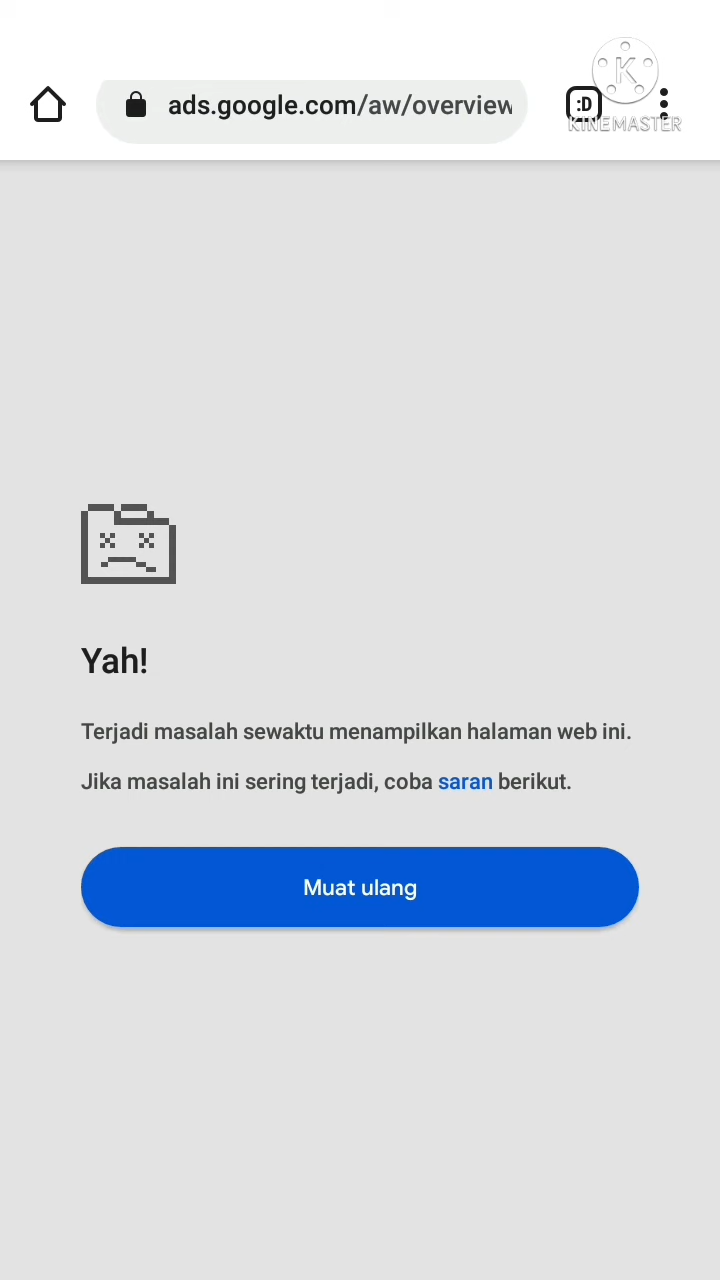 ads.google.com/aw/overview
:D
K
KINEMASTER
Yah!
Terjadi masalah sewaktu menampilkan halaman web ini.
Jika masalah ini sering terjadi, coba saran berikut.
Muat ulang